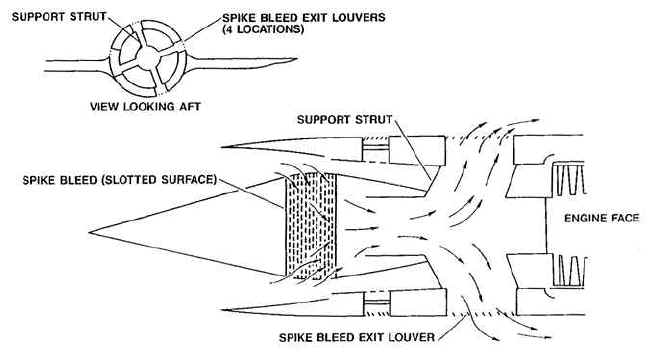 SUPPORT STRUT
SPIKE BLEED EXIT LOUVERS
(4 LOCATIONS)
VIEW LOOKING AFT
SUPPORT STRUT
SPIKE BLEED (SLOTTED SURFACE)
ENGINE FACE
SPIKE BLEED EXIT LOUVER